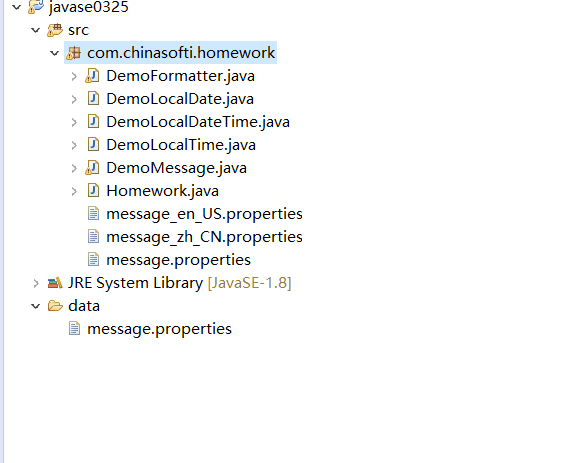 javase0325
src
com.chinasofti.homework
DemoFormatter.java
DemoLocalDate.java
DemoLocalDateTime.java
DemoLocalTime.java
DemoMessage.java
Homework.java
message_en_US.properties
message_zh_CN.properties
message.properties
JRE System Library [JavaSE-1.8]
data
message.properties